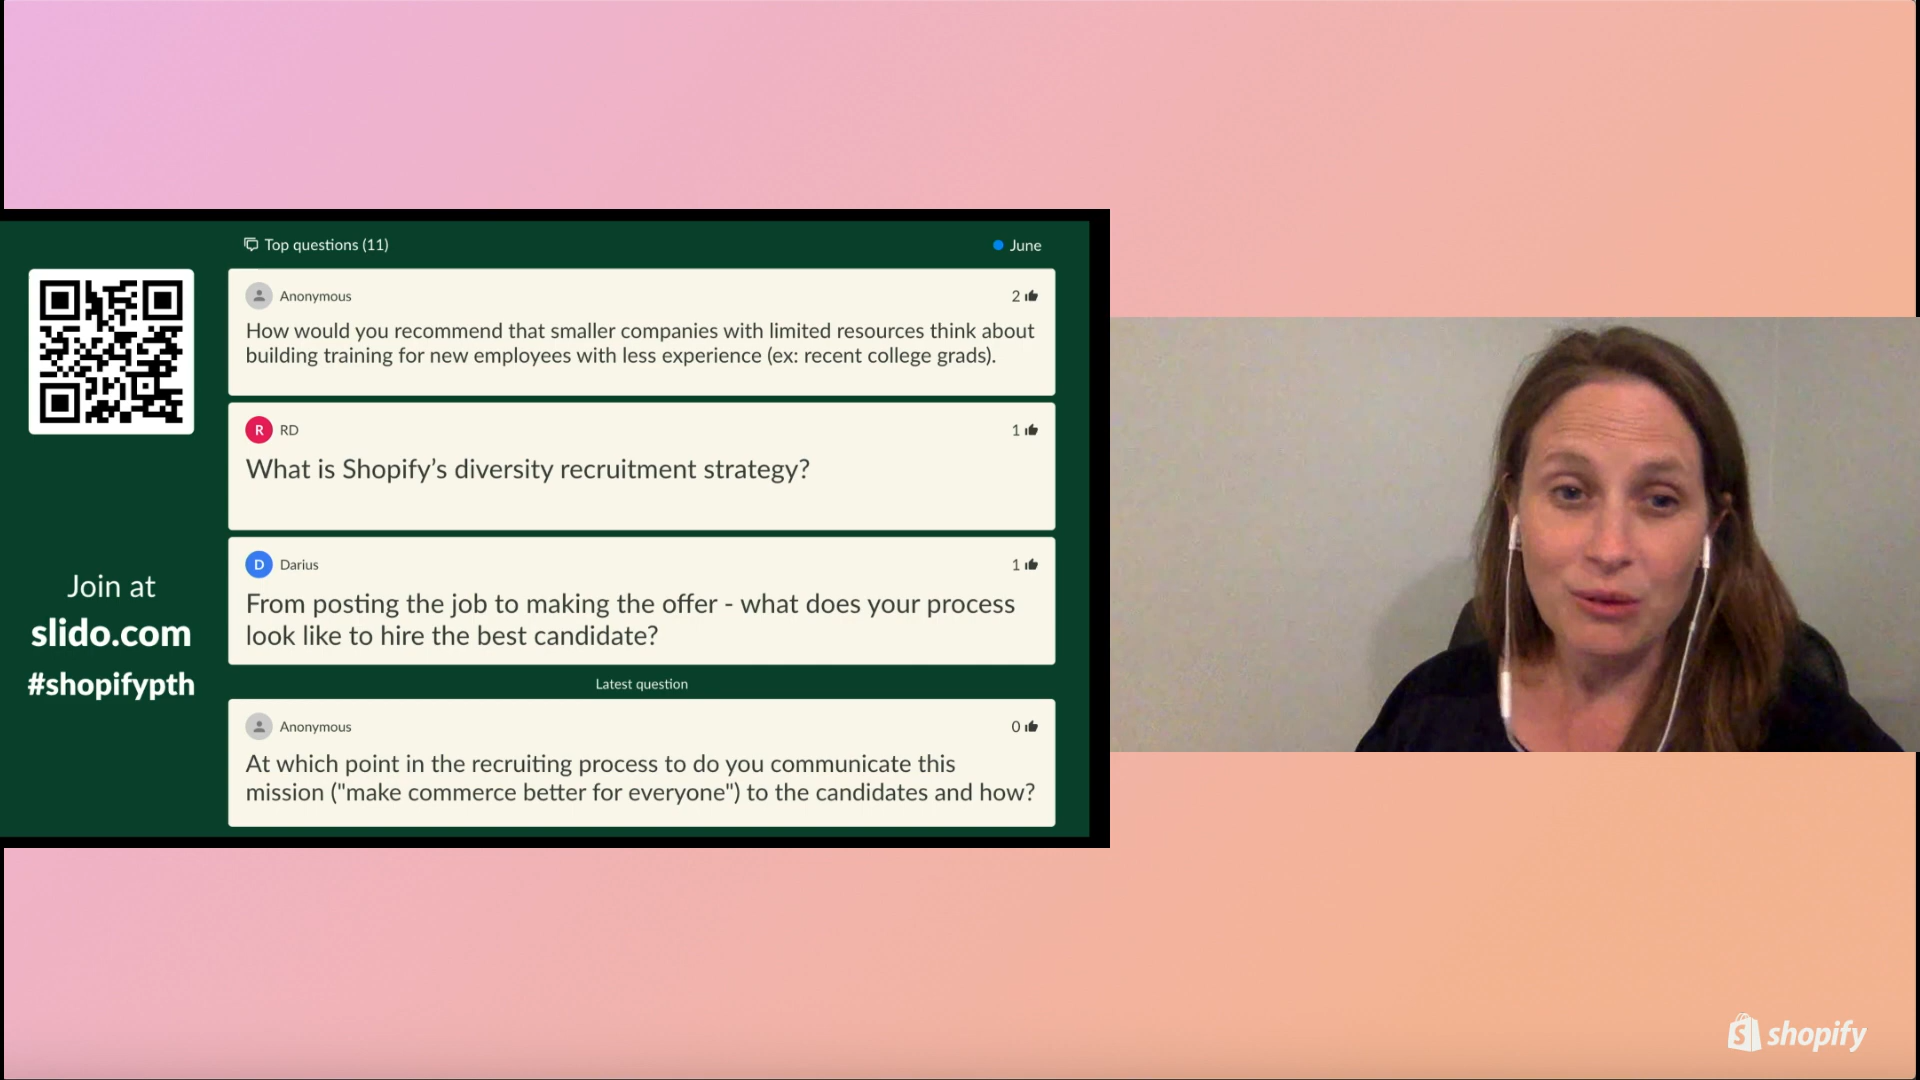 Top questions (11)
June
Anonymous
2
How would you recommend that smaller companies with limited resources think about
building training for new employees with less experience (ex: recent college grads).
R RD
1
What is Shopify’s diversity recruitment strategy?
D Darius
1
From posting the job to making the offer - what does your process
look like to hire the best candidate?
Latest question
Anonymous
0
At which point in the recruiting process to do you communicate this
mission ("make commerce better for everyone") to the candidates and how?
Join at
slido.com
#shopifypth
shopify